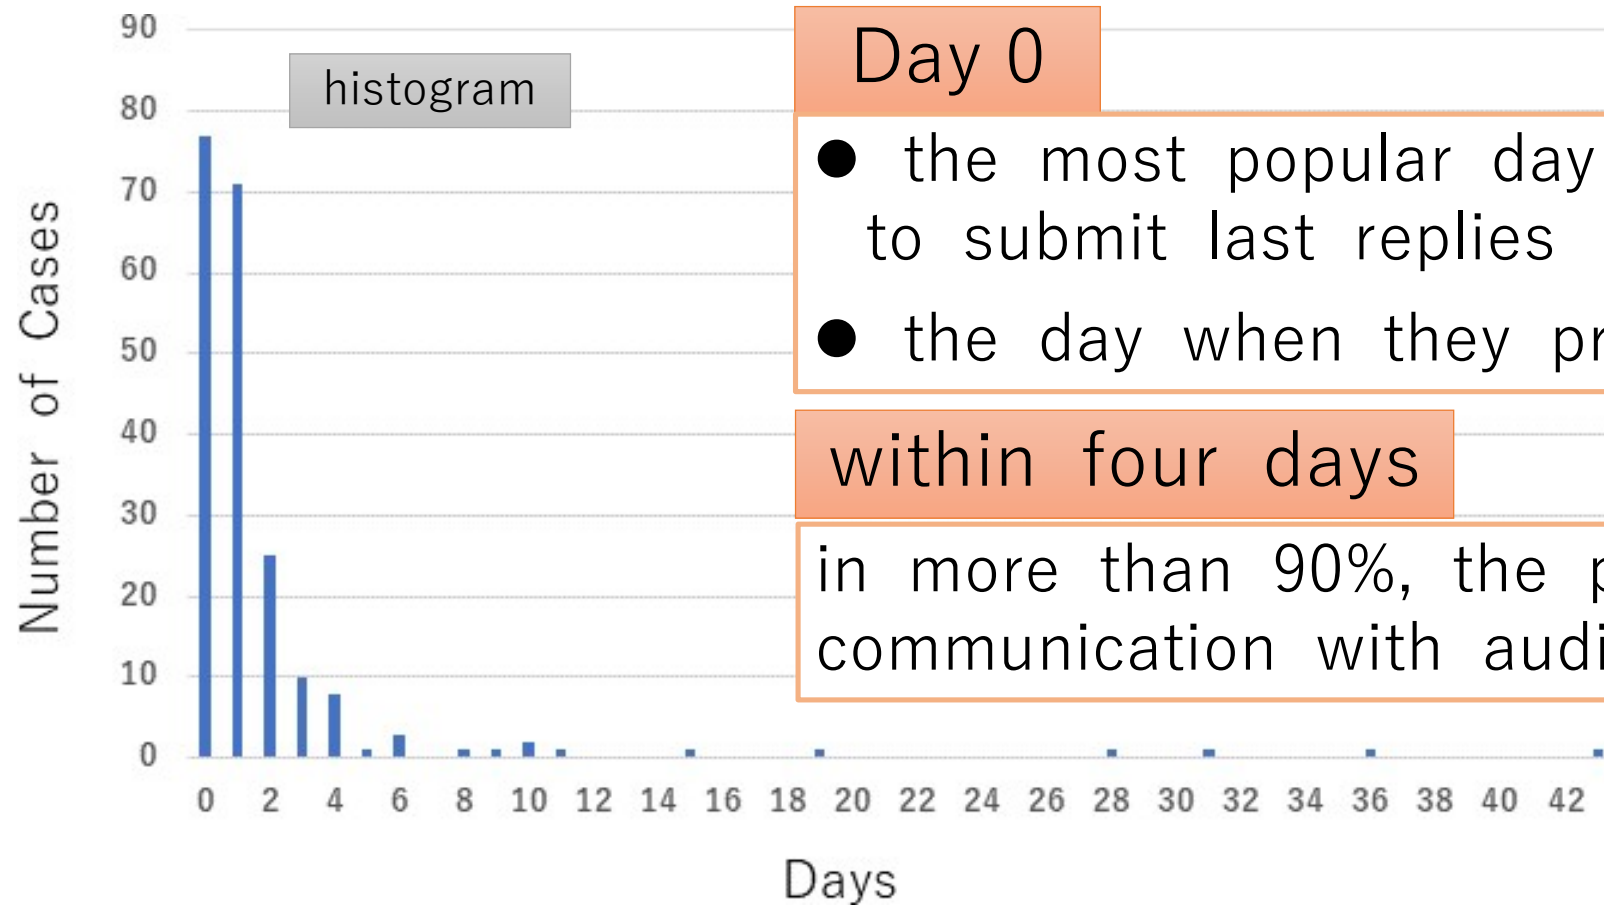 histogram
Day 0
● the most popular day
to submit last replies
● the day when they
within four days
in more than 90%, the
communication with
Number of Cases
90
80
70
60
50
40
30
20
10
0
0 2 4 6 8 10 12 14 16 18 20 22 24 26 28 30 32 34 36 38 40 42
Days